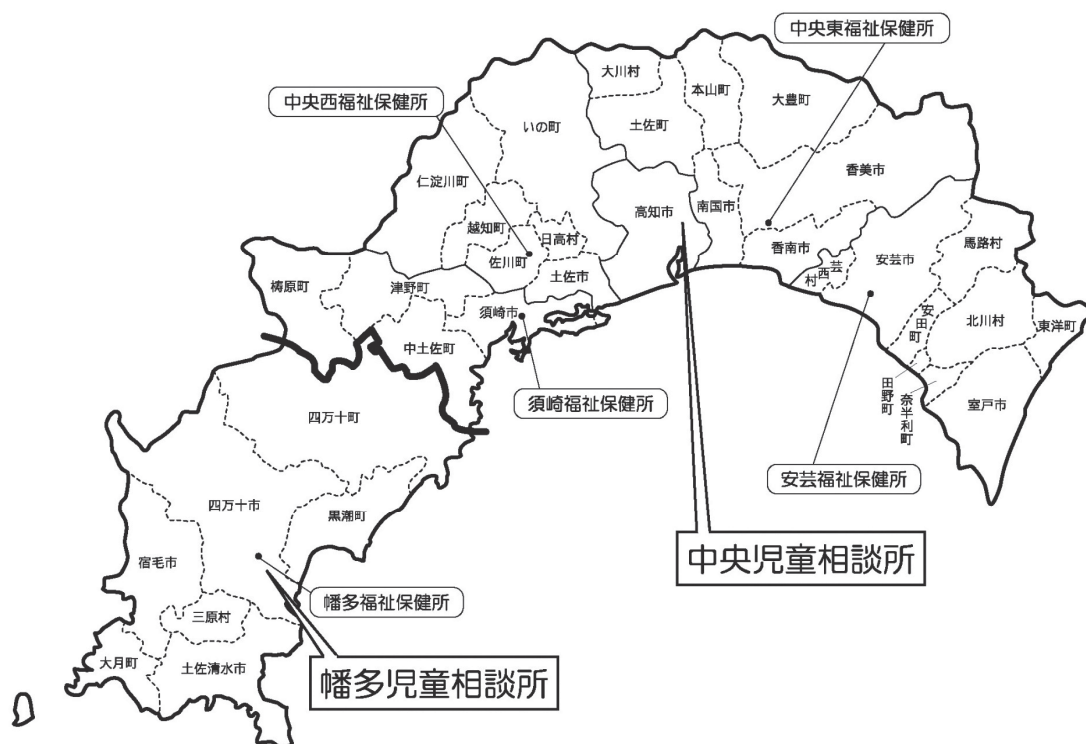 中央東福祉保健所
大川村
本山町
大豊町
中央西福祉保健所
いの町
土佐町
仁淀川町
香美市
高知市
南国市
越知町
日高村
佐川町
香南市
芸西村
安芸市
馬路村
土佐市
津野町
梼原町
須崎市
中土佐町
安田町
北川村
東洋町
田野町
奈半利町
室戸市
須崎福祉保健所
四万十町
安芸福祉保健所
四万十市
黒潮町
中央児童相談所
宿毛市
幡多福祉保健所
三原村
大月町
土佐清水市
幡多児童相談所